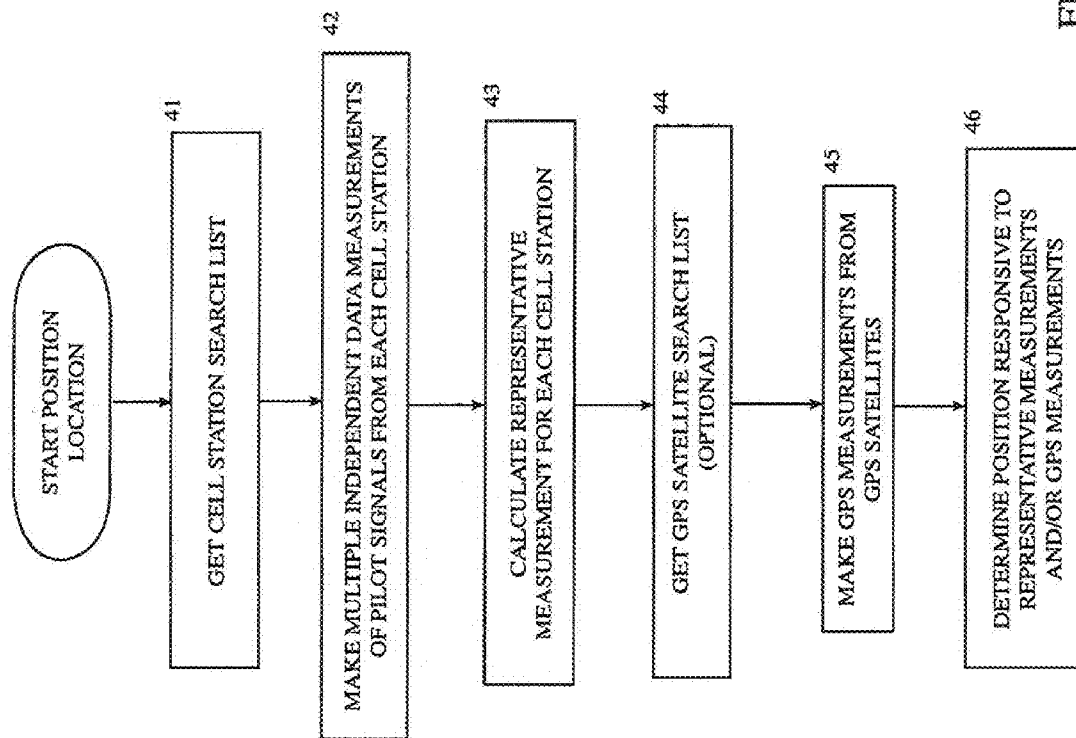 START POSITION
LOCATION
41
GET CELL STATION SEARCH LIST
42
MAKE MULTIPLE INDEPENDENT DATA MEASUREMENTS
OF PILOT SIGNALS FROM EACH CELL STATION
43
CALCULATE REPRESENTATIVE
MEASUREMENT FOR EACH CELL STATION
44
GET GPS SATELLITE SEARCH LIST
(OPTIONAL)
45
MAKE GPS MEASUREMENTS FROM
GPS SATELLITES
46
DETERMINE POSITION RESPONSIVE TO
REPRESENTATIVE MEASUREMENTS
AND/OR GPS MEASUREMENTS